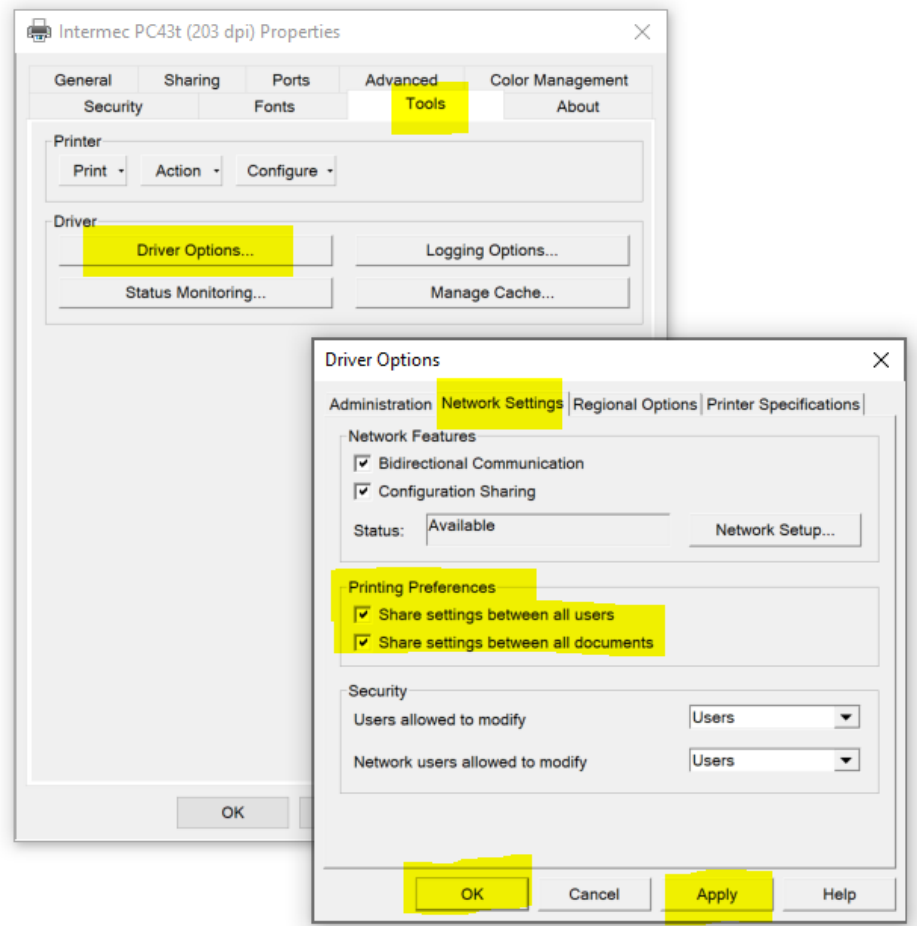 Intermec PC43t (203 dpi) Properties
General Sharing Ports Advanced Color Management
Security Fonts Tools About
Printer
Print Action Configure
Driver
Driver Options... Logging Options...
Status Monitoring... Manage Cache...
OK
Driver Options
Administration Network Settings Regional Options Printer Specifications
Network Features
Bidirectional Communication
Configuration Sharing
Status: Available Network Setup...
Printing Preferences
Share settings between all users
Share settings between all documents
Security
Users allowed to modify Users
Network users allowed to modify Users
OK Cancel Apply Help